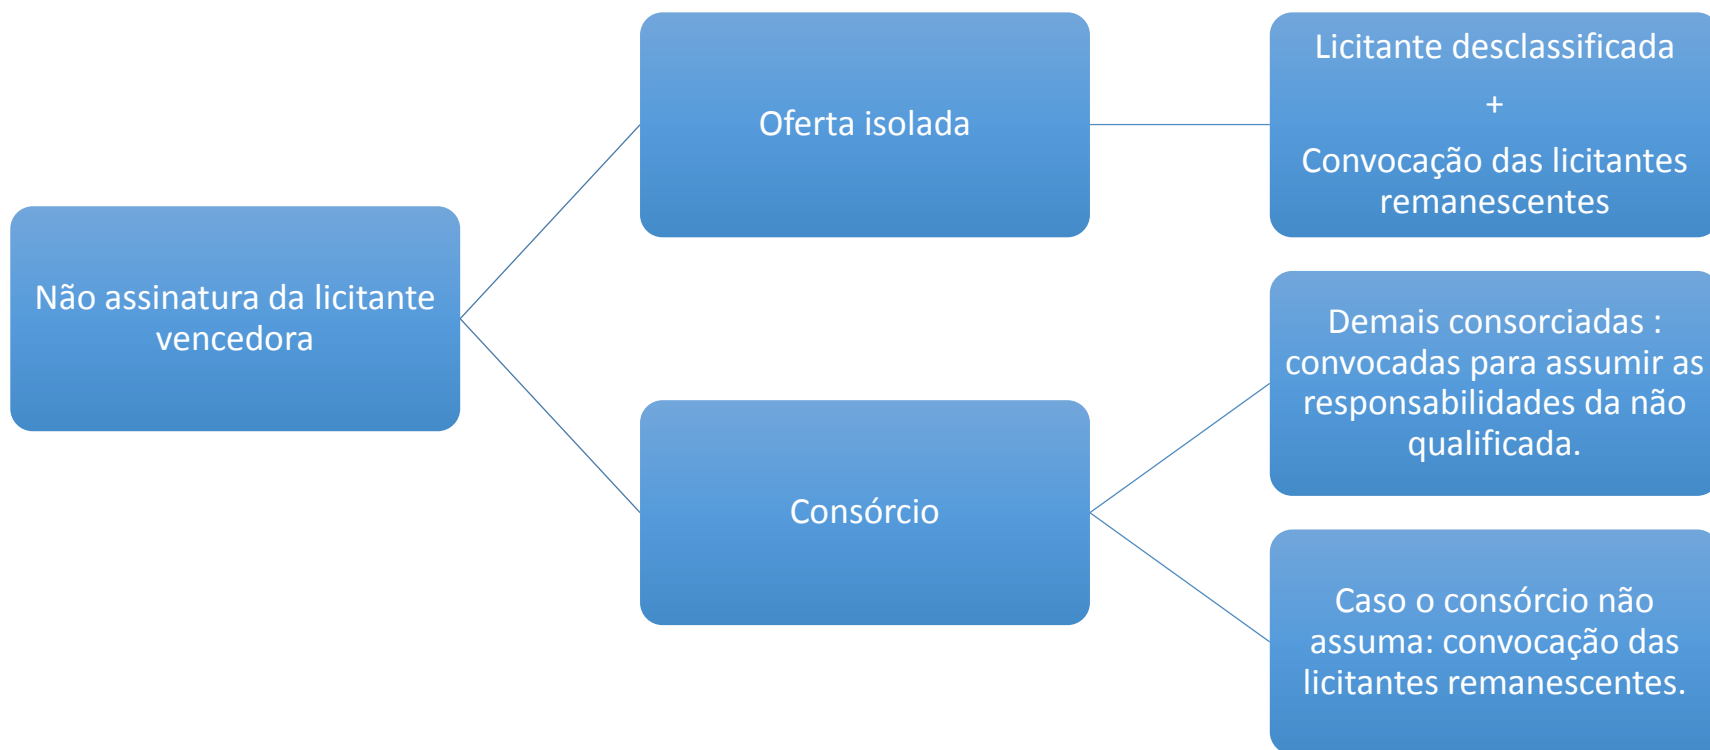 Não assinatura da licitante
vencedora
Oferta isolada
Licitante desclassificada
+
Convocação das licitantes
remanescentes
Consórcio
Demais consorciadas :
convocadas para assumir as
responsabilidades da não
qualificada.
Caso o consórcio não
assuma: convocação das
licitantes remanescentes.